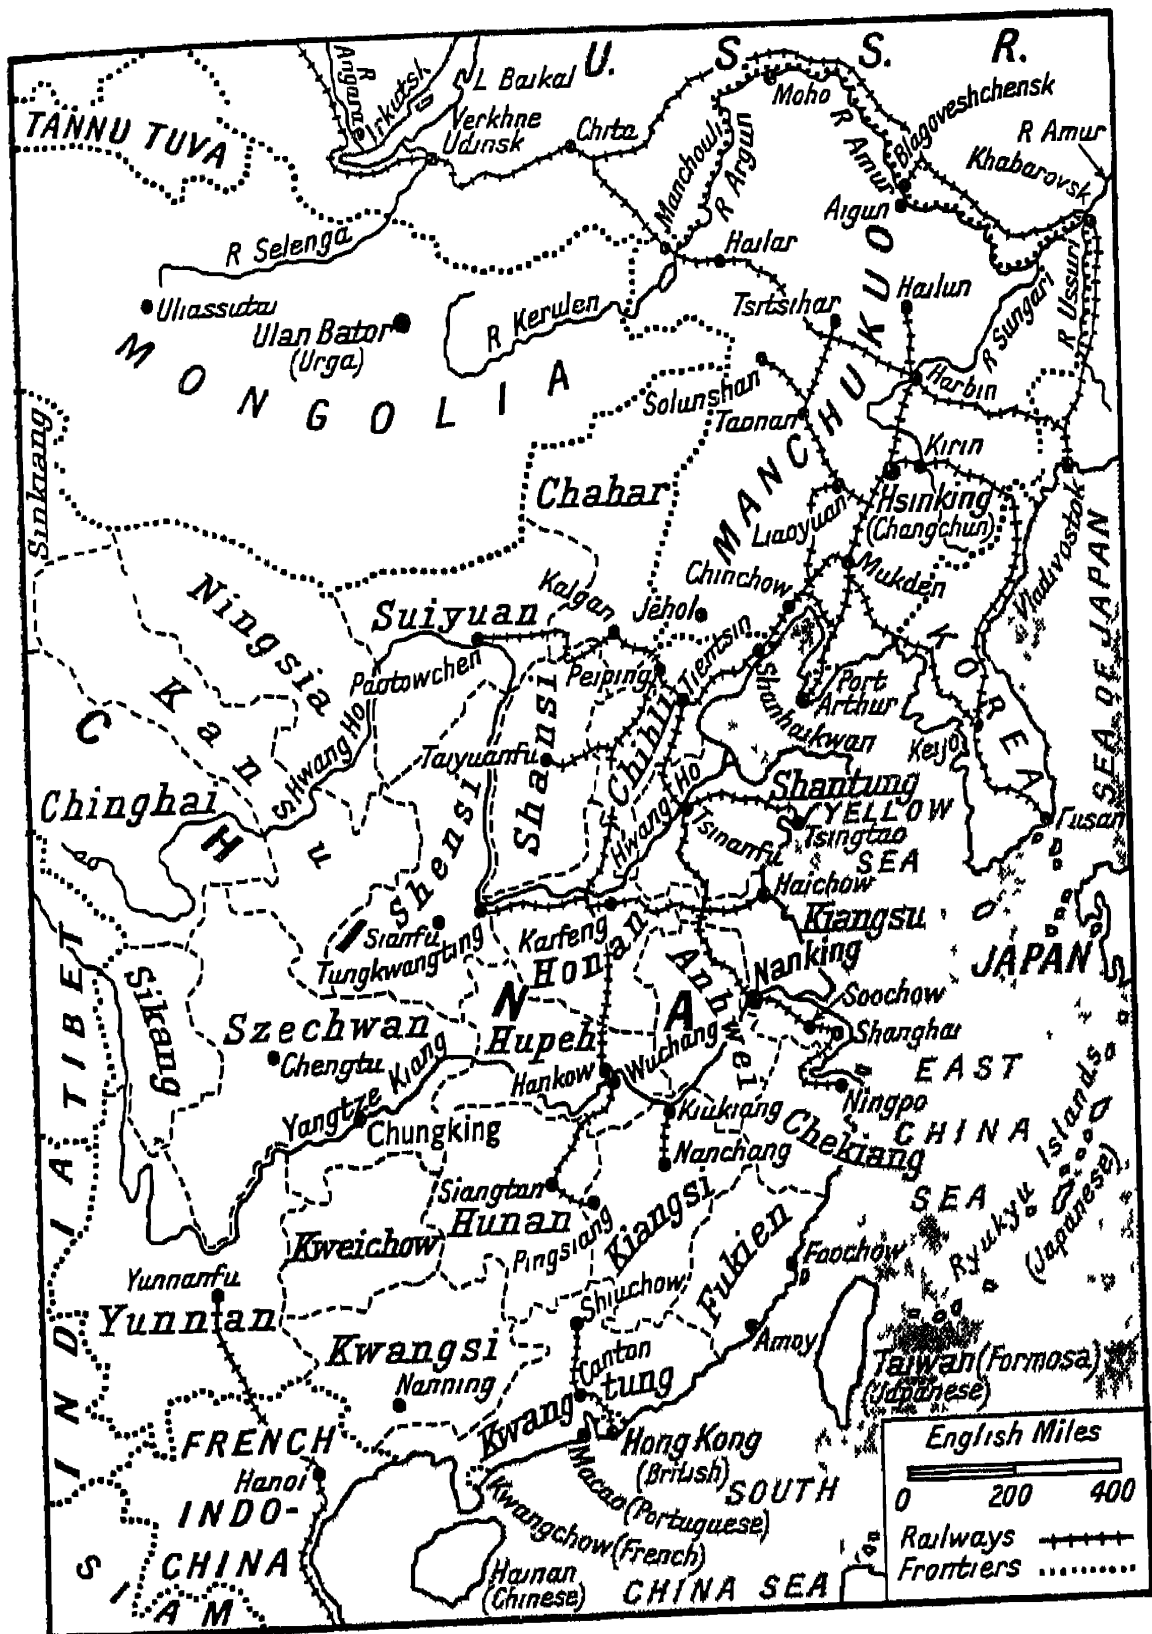 U. S. S. R.
TANNU TUVA
R Angara
Irkutsk
L Baikal
Verkhne
Udinsk
Chita
Manchouli
R Argun
Moho
R Amur
Blagoveshchensk
R Amur
Khabarovsk
Aigun
R Selenga
Hailar
Uliassutai
Ulan Bator
(Urga)
R Kerulen
Tsitsihar
Hailun
R Sungari
R Ussuri
MONGOLIA
Solunshan
Taonan
MANCHUKUO
Harbin
Sinkiang
Chahar
Kirin
Hsinking
(Changchun)
Liaoyuan
Vladivostok
SEA OF JAPAN
Ningsia
Suiyuan
Kalgan
Jehol
Chinchow
Mukden
Kansu
Paotowchen
Peiping
Tientsin
Shanhaikwan
Port
Arthur
KOREA
Keijo
CHINA
Hwang Ho
Taiyuanfu
Shansi
Chihli
Hwang Ho
Shantung
Chinghai
Shensi
Tsinanfu
YELLOW
SEA
Tsingtao
Fusan
Sianfu
Tungkwangting
Kaifeng
Haichow
Kiangsu
Honan
Anhwei
Nanking
JAPAN
INDIA
TIBET
Sikang
Szechwan
Chengtu
Yangtze Kiang
Hupeh
Hankow
Wuchang
Soochow
Shanghai
EAST
CHINA
SEA
Chungking
Kiukiang
Ningpo
Chekiang
Nanchang
Ryukyu Islands
(Japanese)
Siangtan
Hunan
Pingsiang
Kiangsi
Kweichow
Fukien
Foochow
Yunnanfu
Yunnan
Shiuchow
Kwangsi
Canton
Amoy
Nanning
Kwangtung
Taiwan (Formosa)
(Japanese)
FRENCH
INDO-
CHINA
Hanoi
Hong Kong
(British)
Macao (Portuguese)
Kwangchow (French)
SOUTH
CHINA SEA
Hainan
(Chinese)
SIAM
English Miles
0 200 400
Railways
Frontiers